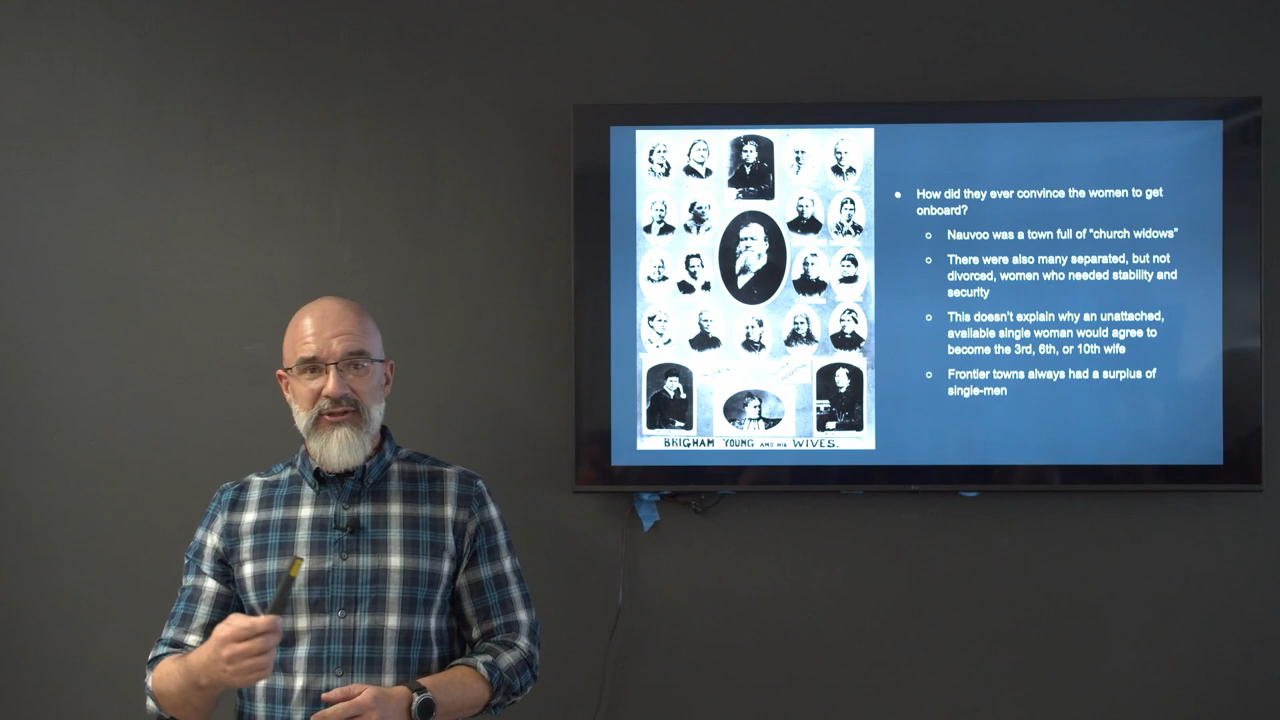 How did they ever convince the women to get
onboard?
Nauvoo was a town full of "church widows"
There were also many separated, but not
divorced, women who needed stability and
security
This doesn't explain why an unattached,
available single woman would agree to
become the 3rd, 6th, or 10th wife
Frontier towns always had a surplus of
single-men
BRIGHAM YOUNG AND HIS WIVES.